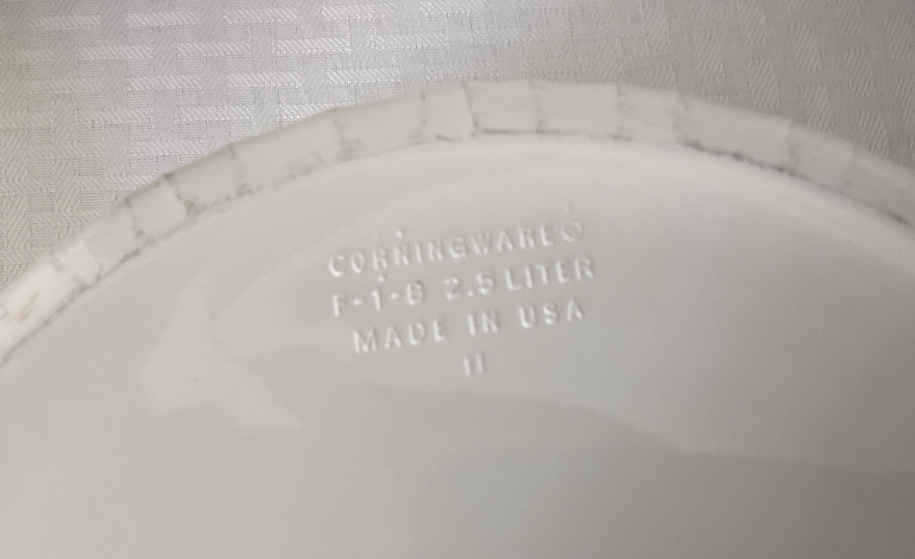 CORNINGWARE®
F-1-B 2.5 LITER
MADE IN USA
11